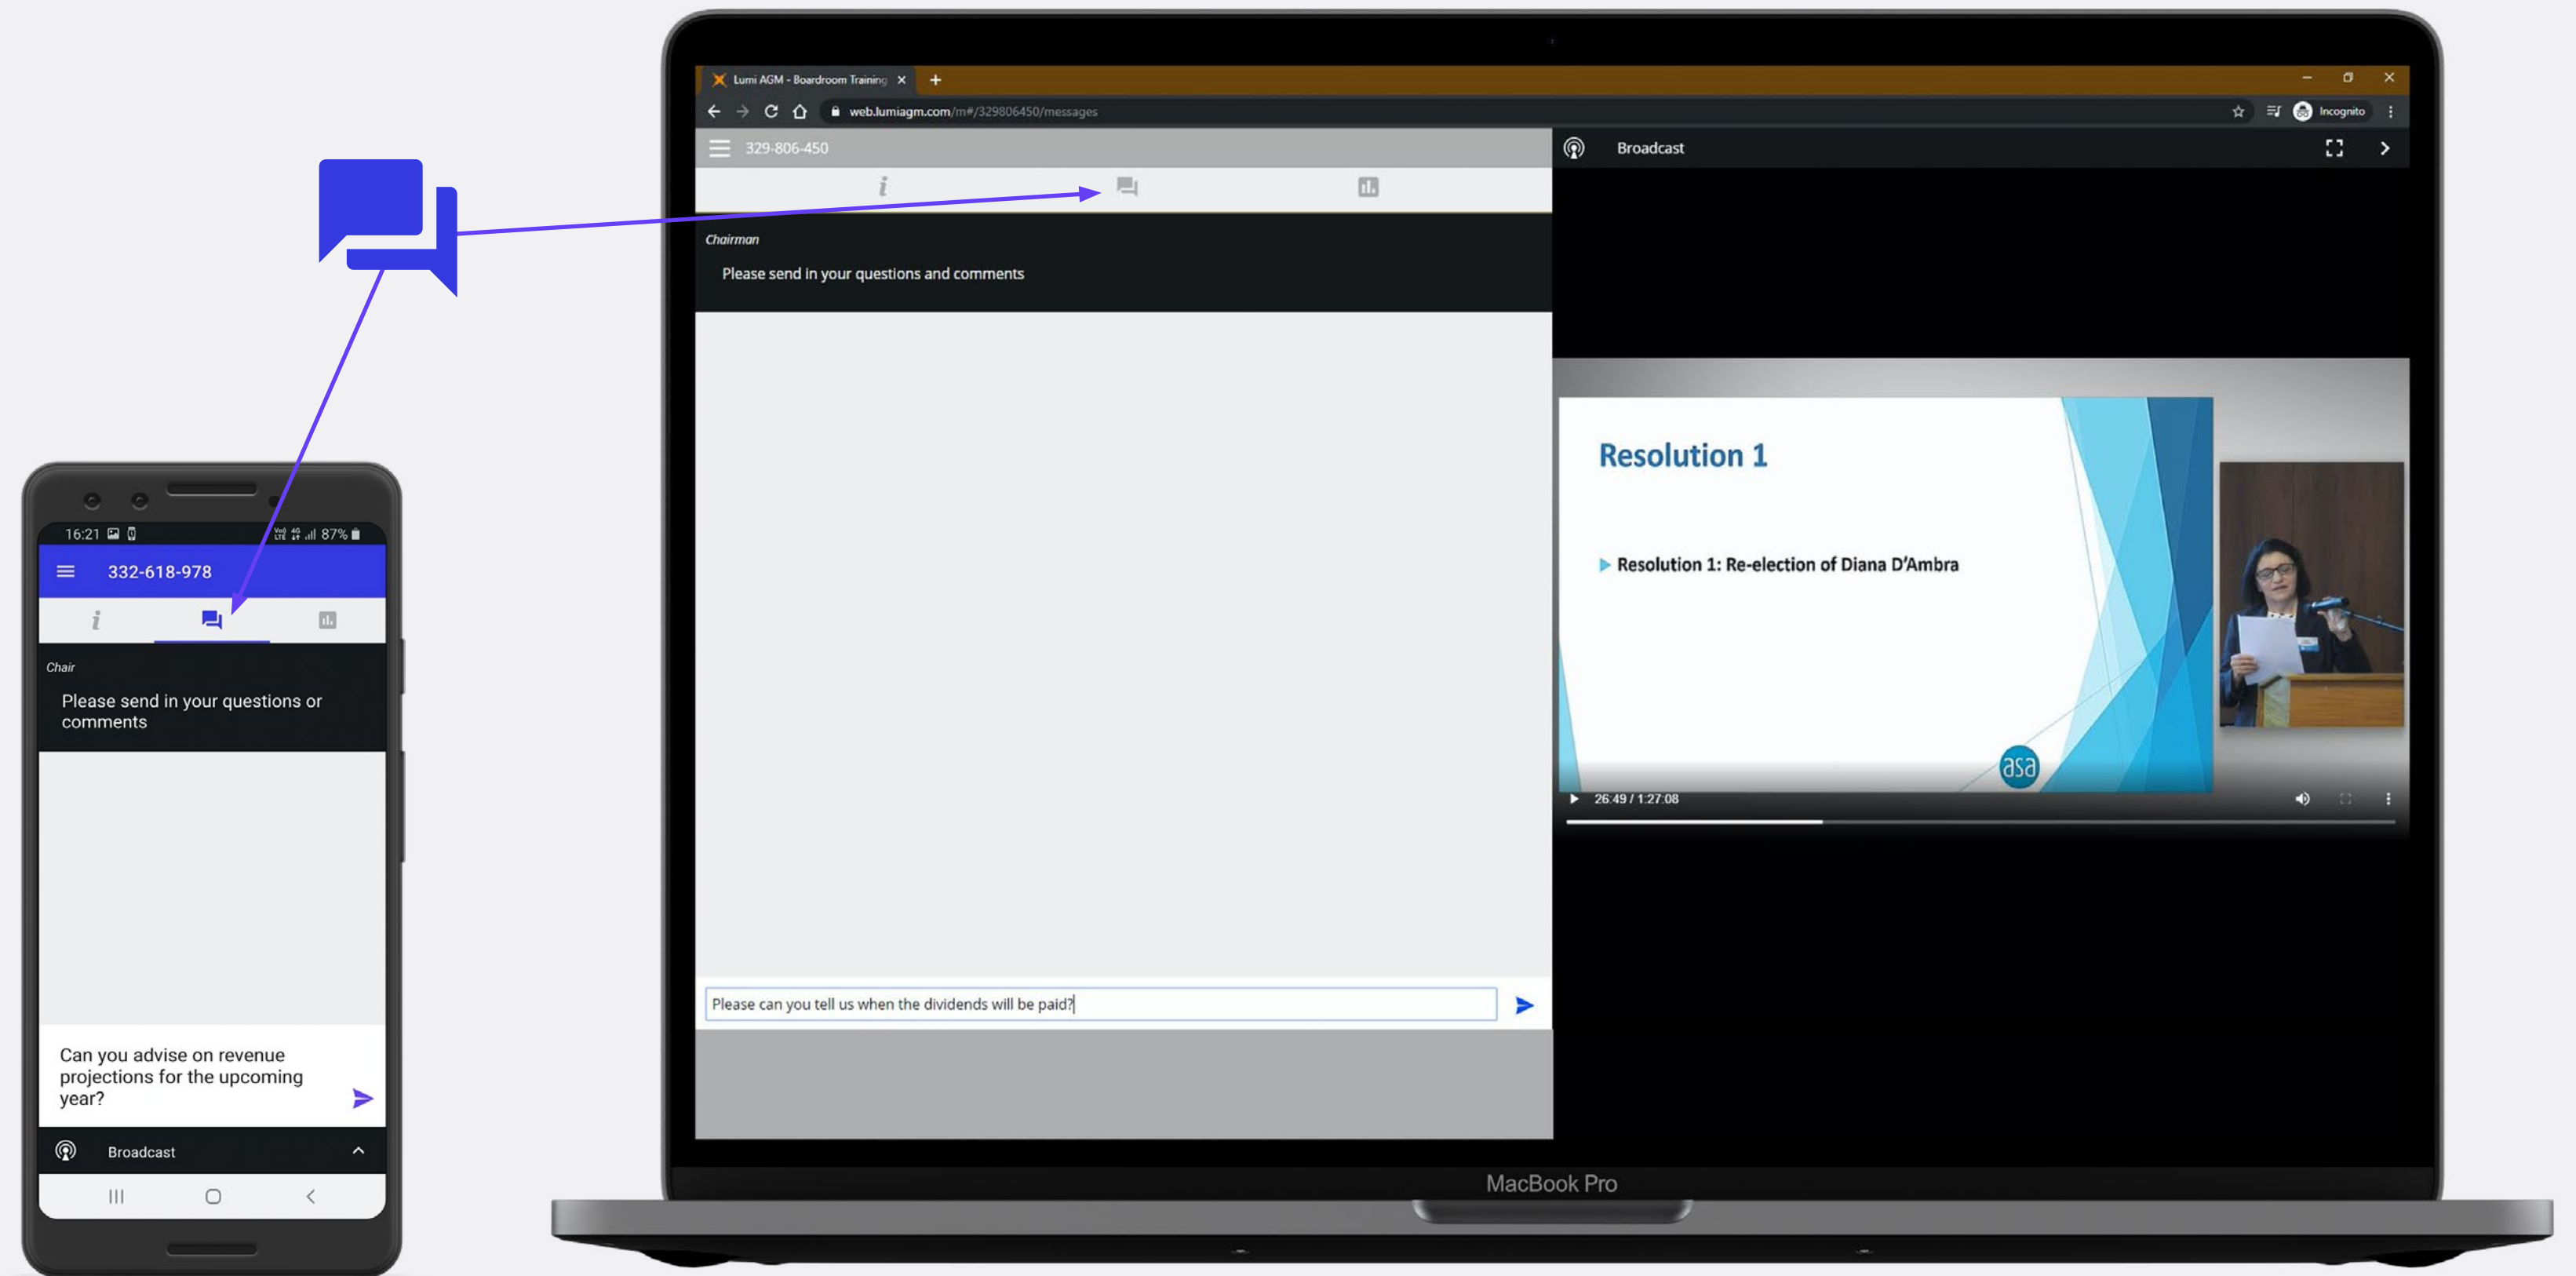 Lumi AGM - Boardroom Training
web.lumiagm.com/m#/329806450/messages
Incognito
329-806-450
i
Broadcast
Chairman
Please send in your questions and comments
Resolution 1
Resolution 1: Re-election of Diana D'Ambra
asa
26:49 / 1:27:08
Please can you tell us when the dividends will be paid?
MacBook Pro
16:21
4G
LTE
87%
332-618-978
i
Chair
Please send in your questions or
comments
Can you advise on revenue
projections for the upcoming
year?
Broadcast